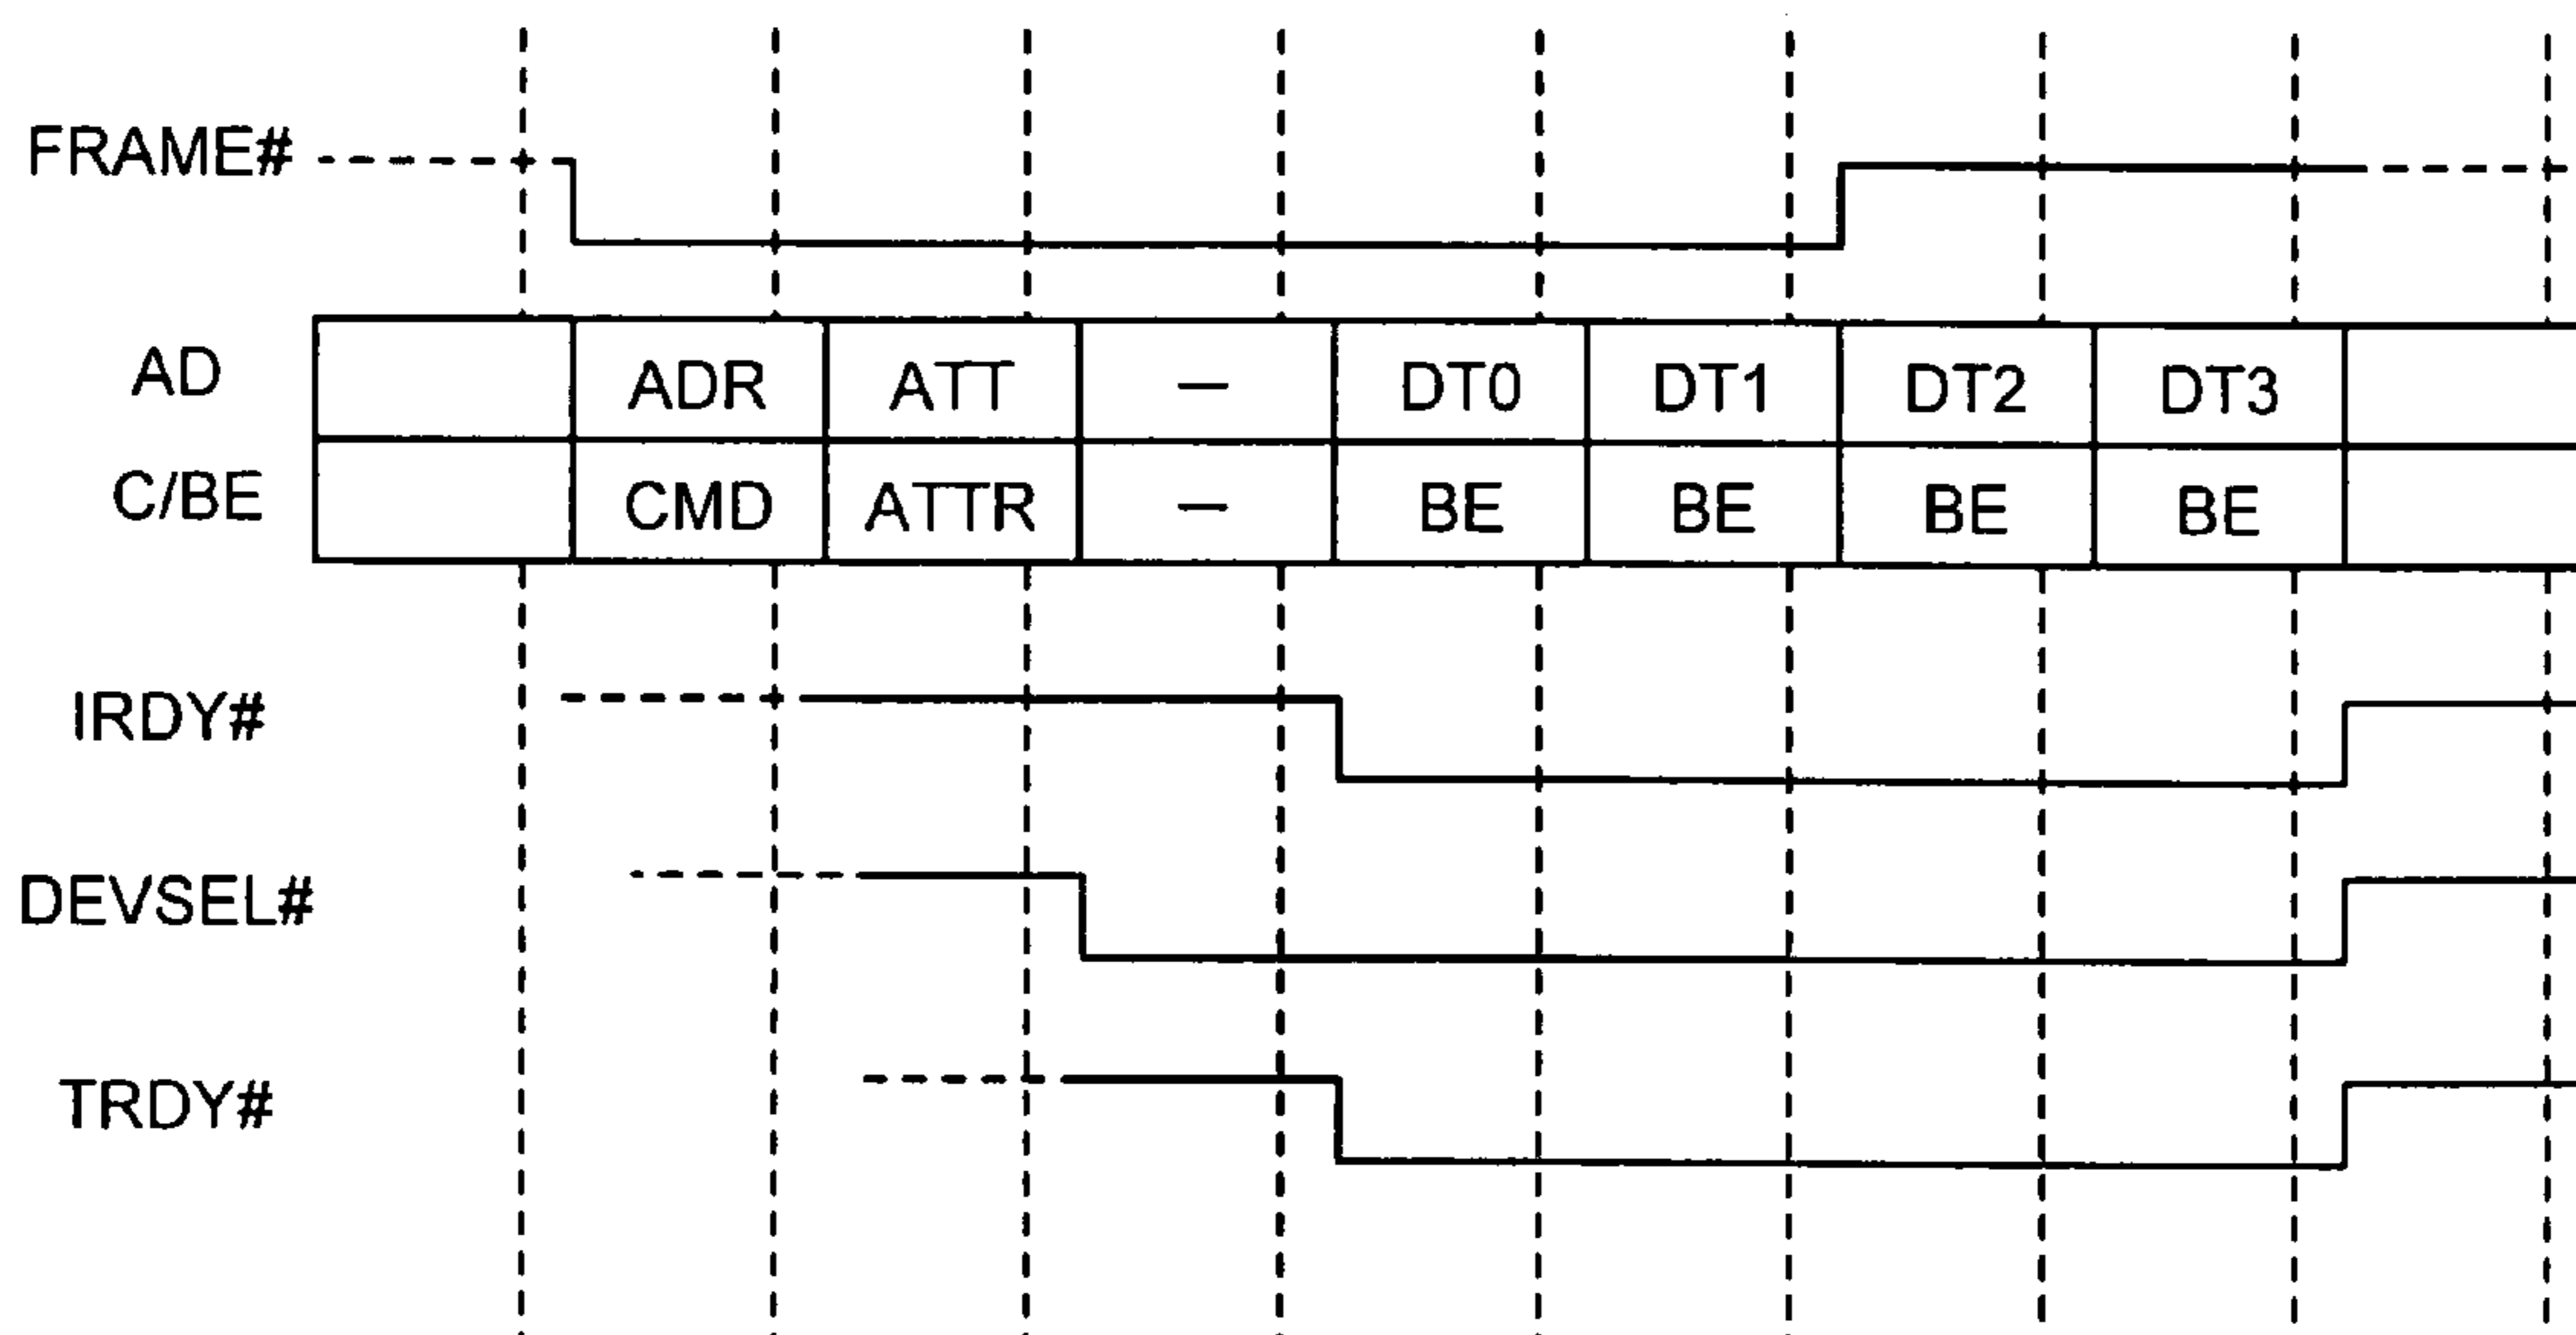 FRAME#
AD ADR ATT — DT0 DT1 DT2 DT3
C/BE CMD ATTR — BE BE BE BE
IRDY#
DEVSEL#
TRDY#